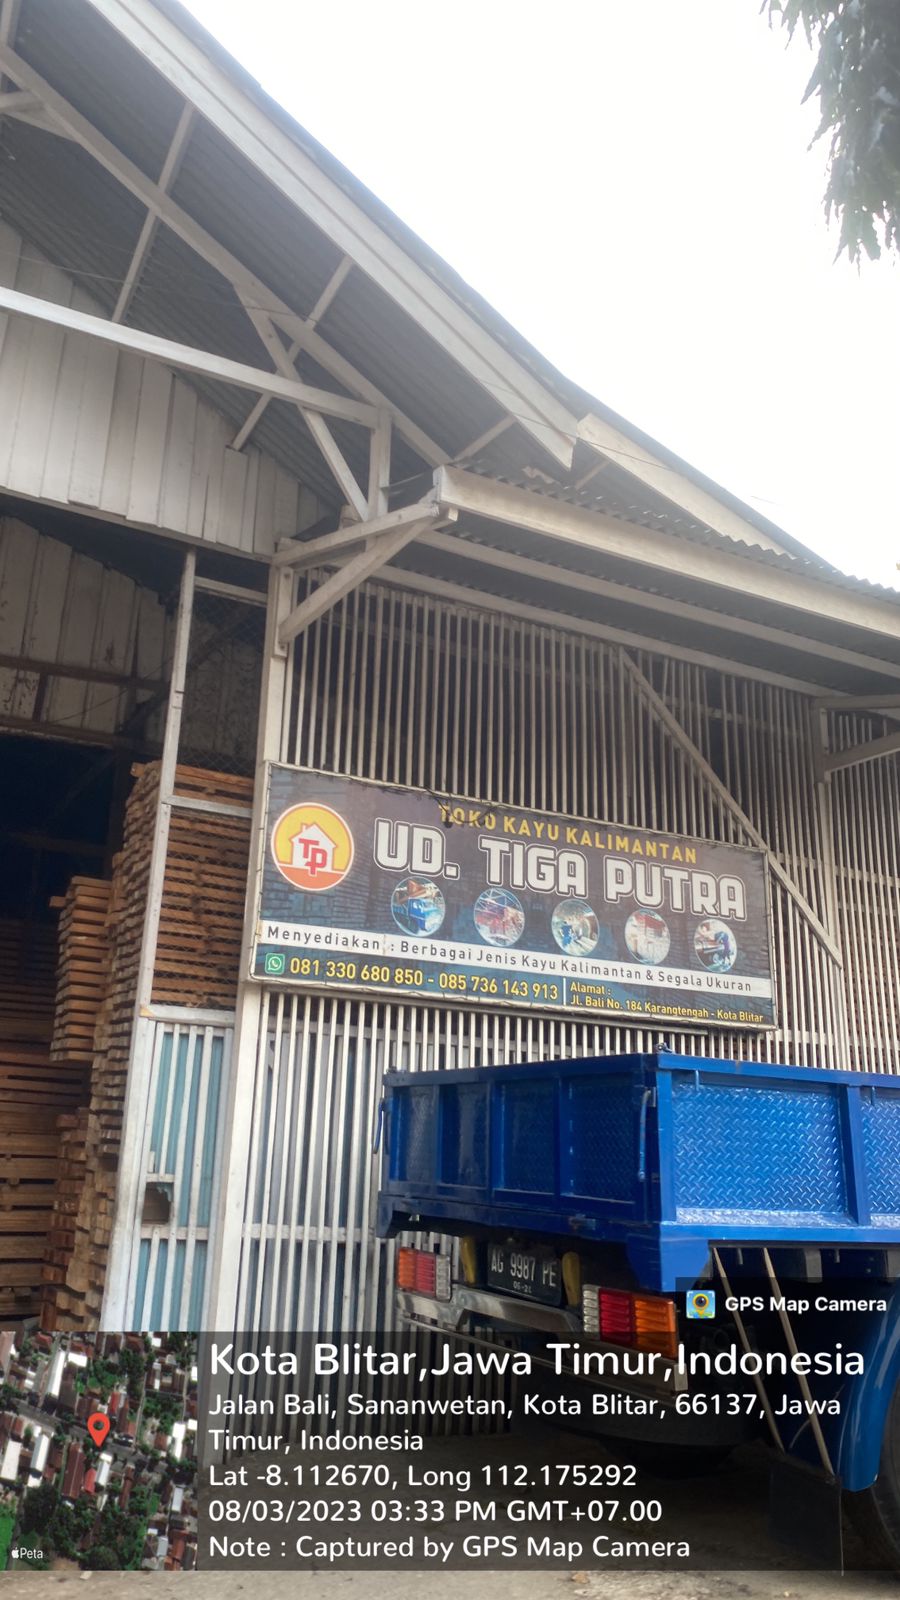 TOKO KAYU KALIMANTAN
TP
UD. TIGA PUTRA
Menyediakan : Berbagai Jenis Kayu Kalimantan & Segala Ukuran
081 330 680 850 - 085 736 143 913
Alamat :
Jl. Bali No. 184 Karangtengah - Kota Blitar
AG 9987 PE
GPS Map Camera
Kota Blitar,Jawa Timur,Indonesia
Jalan Bali, Sananwetan, Kota Blitar, 66137, Jawa
Timur, Indonesia
Lat -8.112670, Long 112.175292
08/03/2023 03:33 PM GMT+07.00
Note : Captured by GPS Map Camera
Peta